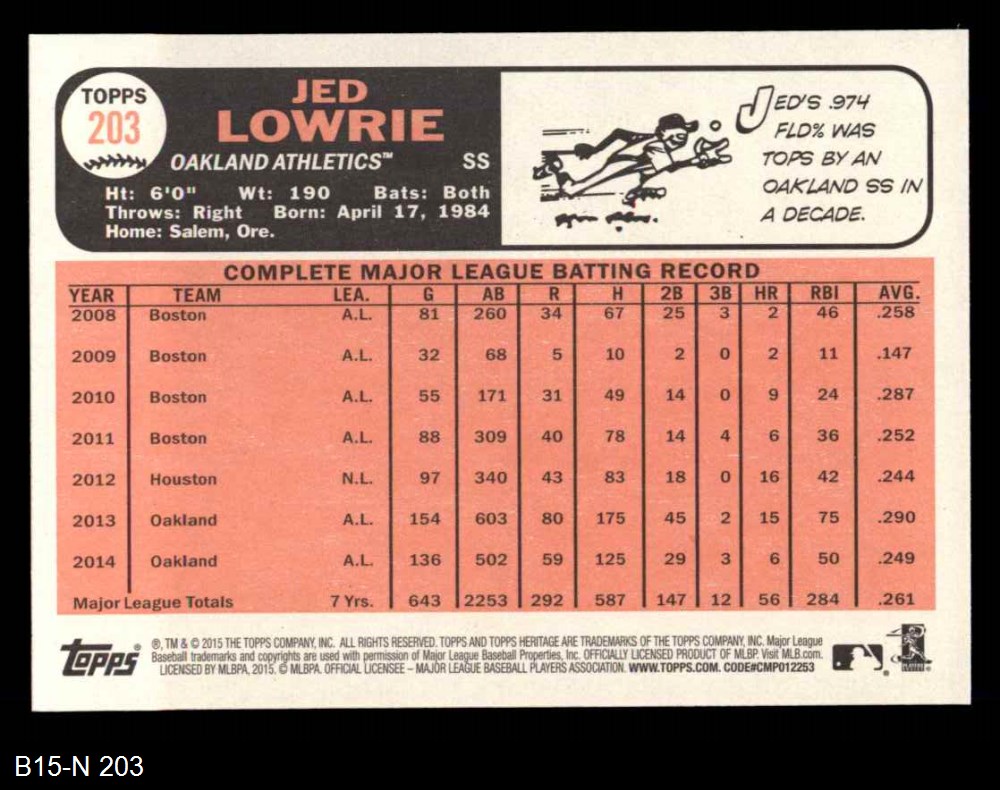 TOPPS
203
JED
LOWRIE
OAKLAND ATHLETICS™ SS
Ht: 6'0" Wt: 190 Bats: Both
Throws: Right Born: April 17, 1984
Home: Salem, Ore.
JED'S .974
FLD% WAS
TOPS BY AN
OAKLAND SS IN
A DECADE.
COMPLETE MAJOR LEAGUE BATTING RECORD
YEAR TEAM LEA. G AB R H 2B 3B HR RBI AVG.
2008 Boston A.L. 81 260 34 67 25 3 2 46 .258
2009 Boston A.L. 32 68 5 10 2 0 2 11 .147
2010 Boston A.L. 55 171 31 49 14 0 9 24 .287
2011 Boston A.L. 88 309 40 78 14 4 6 36 .252
2012 Houston N.L. 97 340 43 83 18 0 16 42 .244
2013 Oakland A.L. 154 603 80 175 45 2 15 75 .290
2014 Oakland A.L. 136 502 59 125 29 3 6 50 .249
Major League Totals 7 Yrs. 643 2253 292 587 147 12 56 284 .261
Topps®
®, TM & © 2015 THE TOPPS COMPANY, INC. ALL RIGHTS RESERVED. TOPPS AND TOPPS HERITAGE ARE TRADEMARKS OF THE TOPPS COMPANY, INC. Major League
Baseball trademarks and copyrights are used with permission of Major League Baseball Properties, Inc. OFFICIALLY LICENSED PRODUCT OF MLBP. Visit MLB.com.
LICENSED BY MLBPA, 2015. © MLBPA. OFFICIAL LICENSEE – MAJOR LEAGUE BASEBALL PLAYERS ASSOCIATION. WWW.TOPPS.COM. CODE#CMP012253
B15-N 203